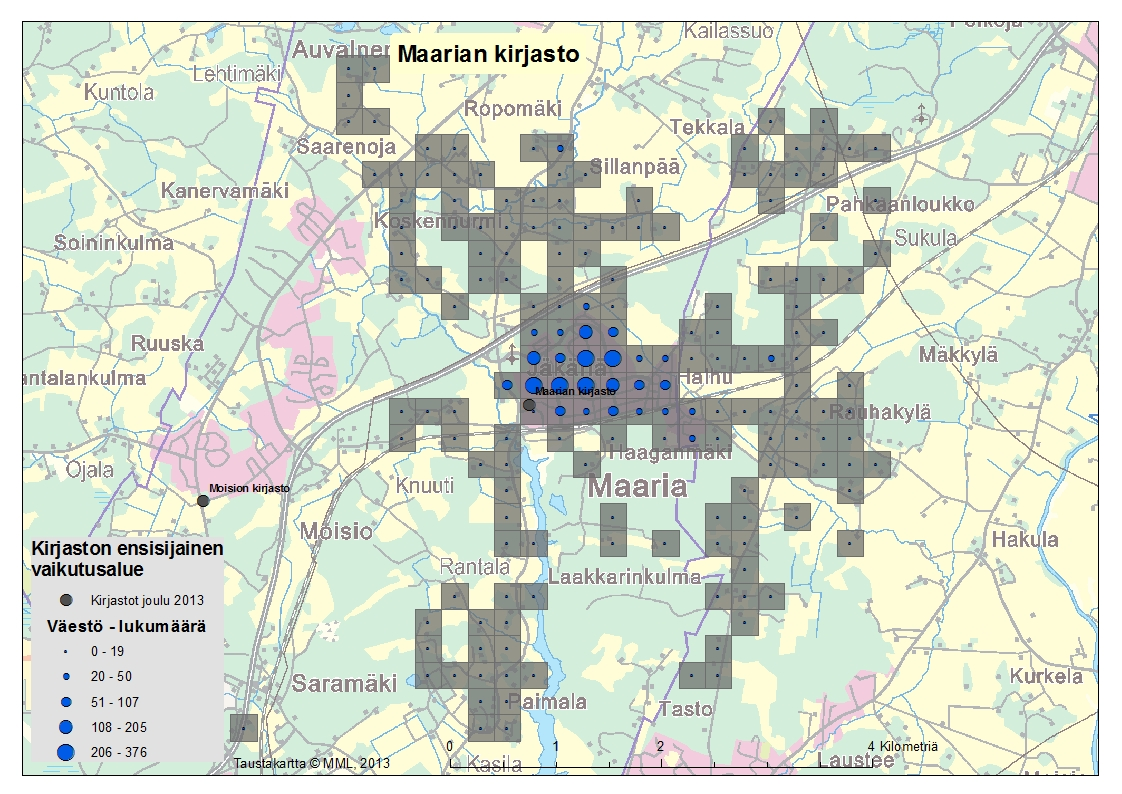 Kailassuo
Auvainen
Maarian kirjasto
Lehtimäki
Kuntola
Ropomäki
Tekkala
Saarenoja
Sillanpää
Kanervamäki
Pahkaanloukko
Koskennurmi
Soininkulma
Sukula
Ruuska
Mäkkylä
antalankulma
Jäkärlä
Halinu
Maarian kirjasto
Rauhakylä
Haaganmäki
Ojala
Knuuti
Maaria
Moision kirjasto
Moisio
Hakula
Rantala
Laakkarinkulma
Saramäki
Paimala
Kurkela
Tasto
Kirjaston ensisijainen
vaikutusalue
Kirjastot joulu 2013
Väestö - lukumäärä
0 - 19
20 - 50
51 - 107
108 - 205
206 - 376
0 1 2 4 Kilometriä
Taustakartta © MML, 2013
Kasila
Laustee